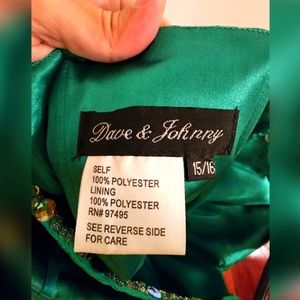 Dave & Johnny
15/16
SELF
100% POLYESTER
LINING
100% POLYESTER
RN# 97495
SEE REVERSE SIDE
FOR CARE